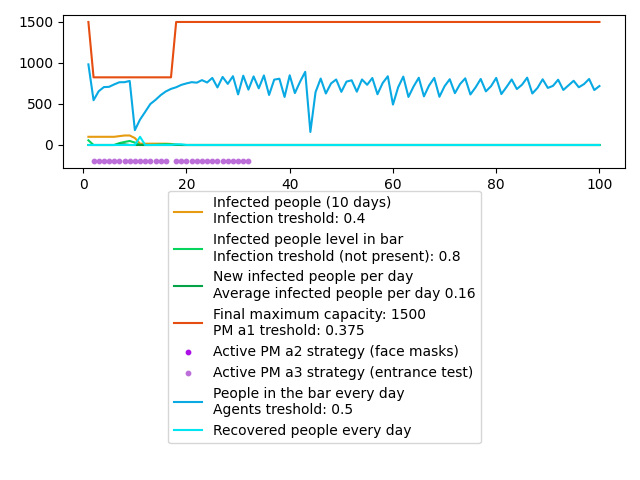 1500
1000
500
0
0 20 40 60 80 100
Infected people (10 days)
Infection treshold: 0.4
Infected people level in bar
Infection treshold (not present): 0.8
New infected people per day
Average infected people per day 0.16
Final maximum capacity: 1500
PM a1 treshold: 0.375
Active PM a2 strategy (face masks)
Active PM a3 strategy (entrance test)
People in the bar every day
Agents treshold: 0.5
Recovered people every day